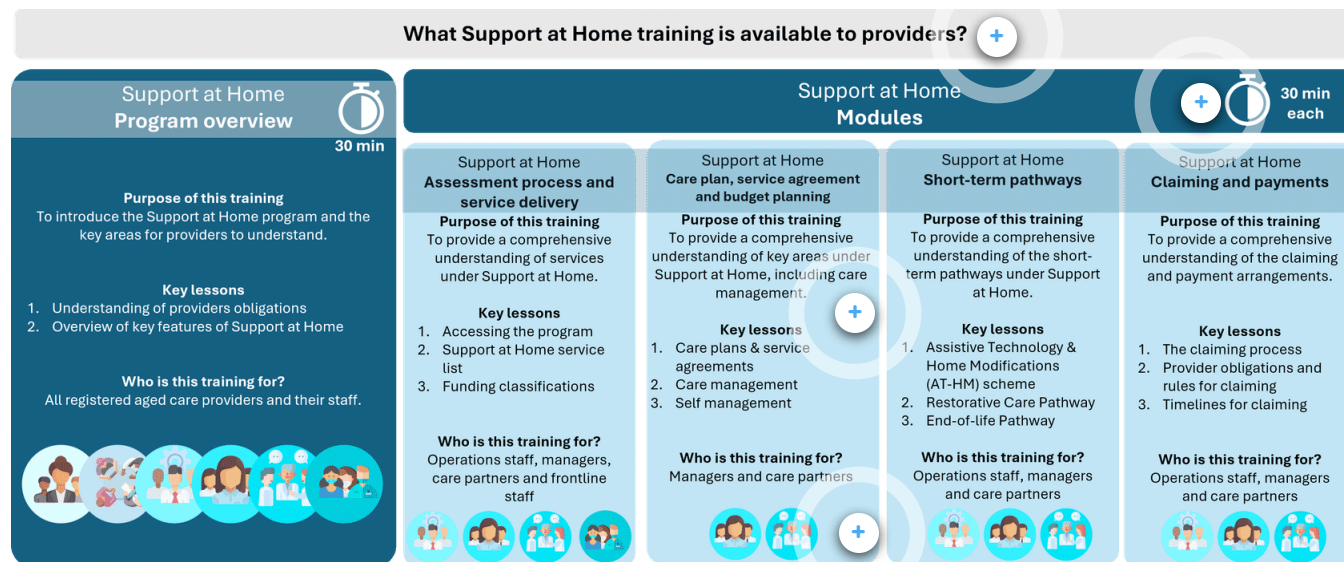 What Support at Home training is available to providers?
Support at Home
Program overview
30 min
Purpose of this training
To introduce the Support at Home program and the
key areas for providers to understand.
Key lessons
1. Understanding of providers obligations
2. Overview of key features of Support at Home
Who is this training for?
All registered aged care providers and their staff.
Support at Home
Modules
30 min
each
Support at Home
Assessment process and
service delivery
Purpose of this training
To provide a comprehensive
understanding of services
under Support at Home.
Key lessons
1. Accessing the program
2. Support at Home service
list
3. Funding classifications
Who is this training for?
Operations staff, managers,
care partners and frontline
staff
Support at Home
Care plan, service agreement
and budget planning
Purpose of this training
To provide a comprehensive
understanding of key areas under
Support at Home, including care
management.
Key lessons
1. Care plans & service
agreements
2. Care management
3. Self management
Who is this training for?
Managers and care partners
Support at Home
Short-term pathways
Purpose of this training
To provide a comprehensive
understanding of the short-
term pathways under Support
at Home.
Key lessons
1. Assistive Technology &
Home Modifications
(AT-HM) scheme
2. Restorative Care Pathway
3. End-of-life Pathway
Who is this training for?
Operations staff, managers
and care partners
Support at Home
Claiming and payments
Purpose of this training
To provide a comprehensive
understanding of the claiming
and payment arrangements.
Key lessons
1. The claiming process
2. Provider obligations and
rules for claiming
3. Timelines for claiming
Who is this training for?
Operations staff, managers
and care partners